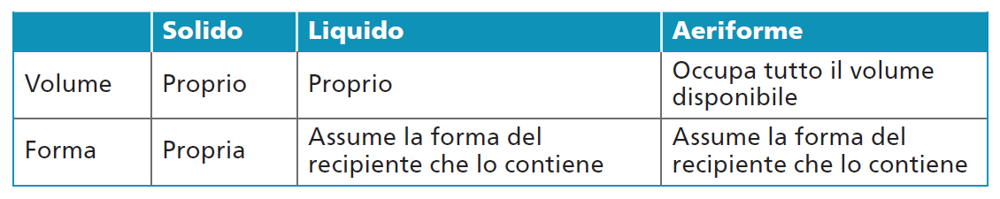 Solido Liquido Aeriforme
Volume Proprio Proprio Occupa tutto il volume
disponibile
Forma Propria Assume la forma del
recipiente che lo contiene
Assume la forma del
recipiente che lo contiene